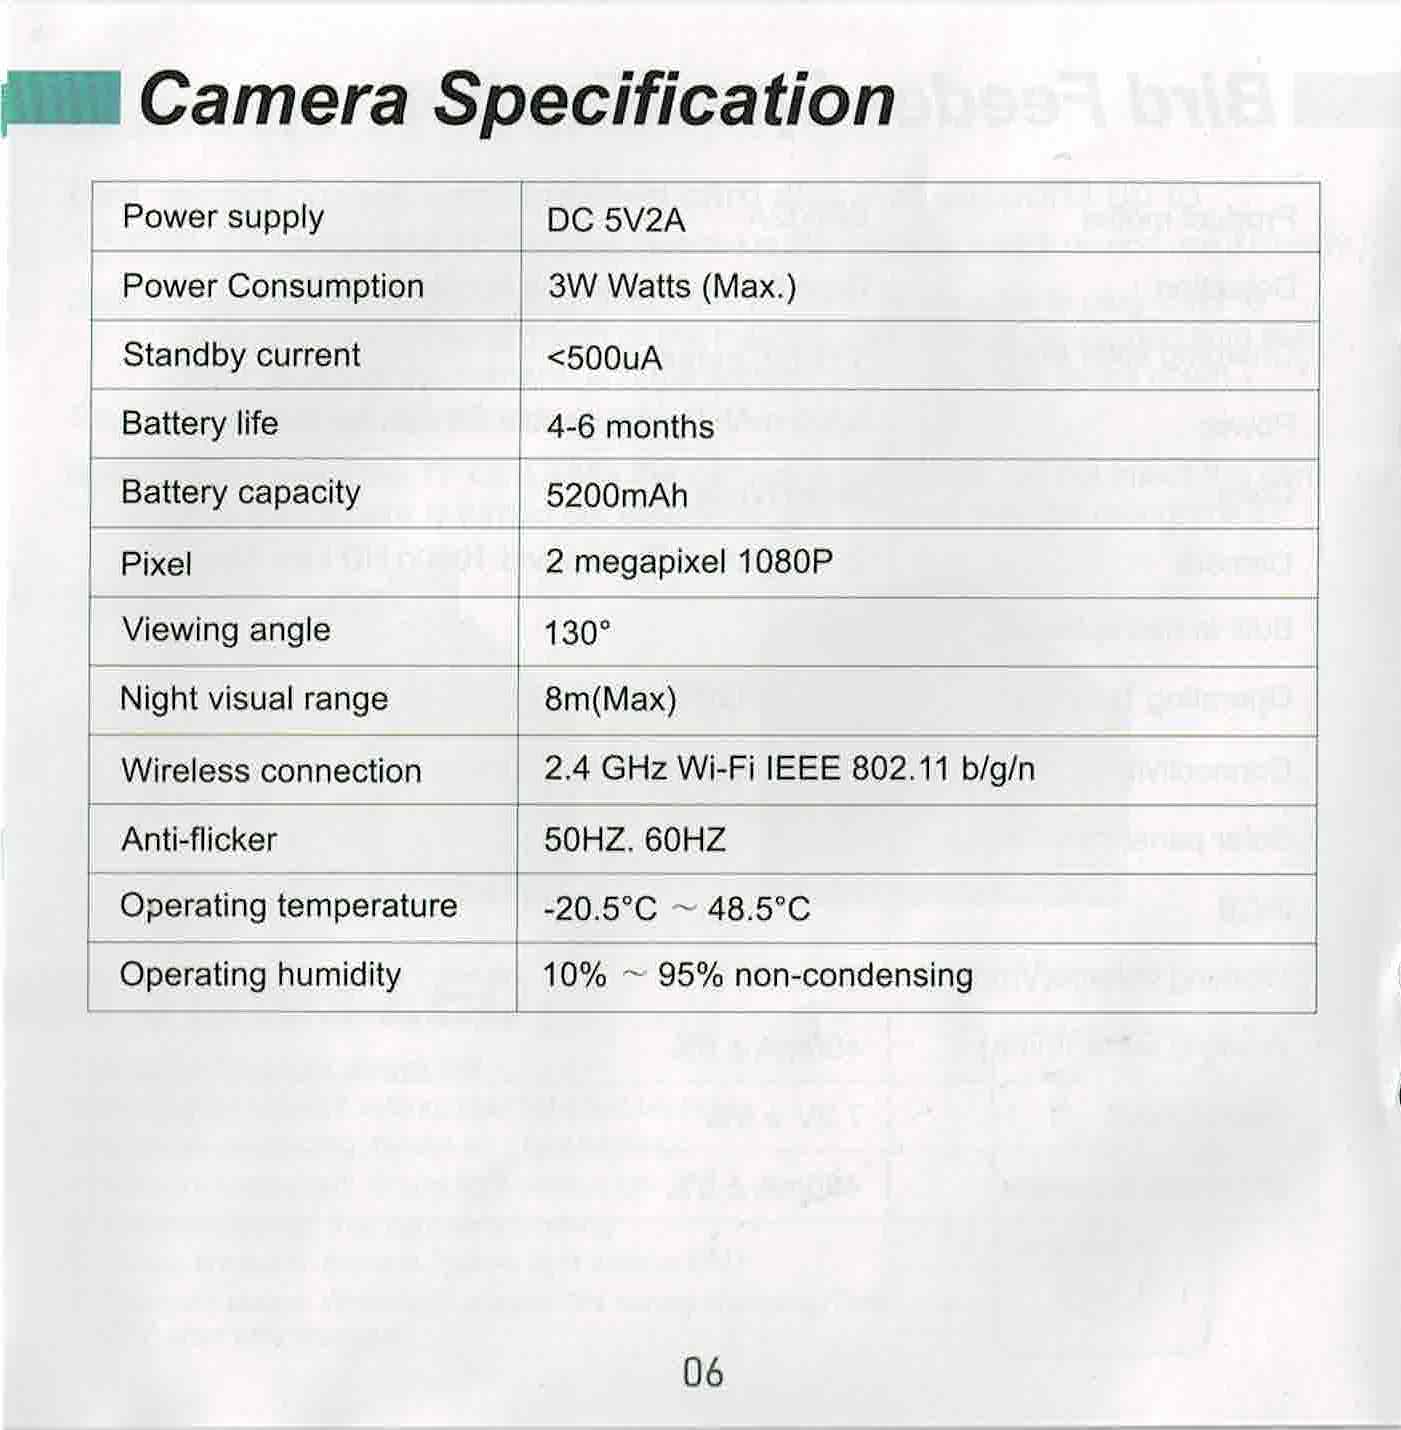 Camera Specification
Power supply DC 5V2A
Power Consumption 3W Watts (Max.)
Standby current <500uA
Battery life 4-6 months
Battery capacity 5200mAh
Pixel 2 megapixel 1080P
Viewing angle 130°
Night visual range 8m(Max)
Wireless connection 2.4 GHz Wi-Fi IEEE 802.11 b/g/n
Anti-flicker 50HZ. 60HZ
Operating temperature -20.5°C ~ 48.5°C
Operating humidity 10% ~ 95% non-condensing
06